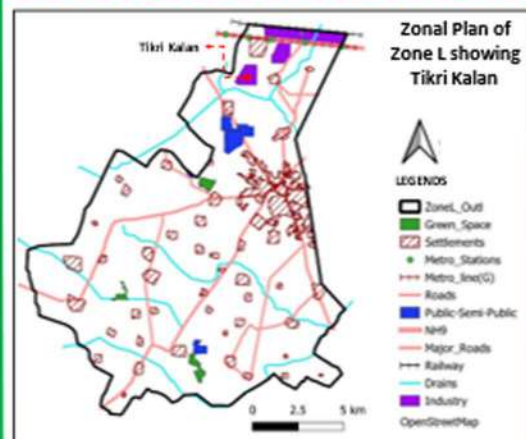 Zonal Plan of
Zone L showing
Tikri Kalan
Tikri Kalan
LEGENDS
ZoneL_Outl
Green_Space
Settlements
Metro_Stations
Metro_line(G)
Roads
Public-Semi-Public
NH9
Major_Roads
Railway
Drains
Industry
OpenStreetMap
0 2.5 5 km